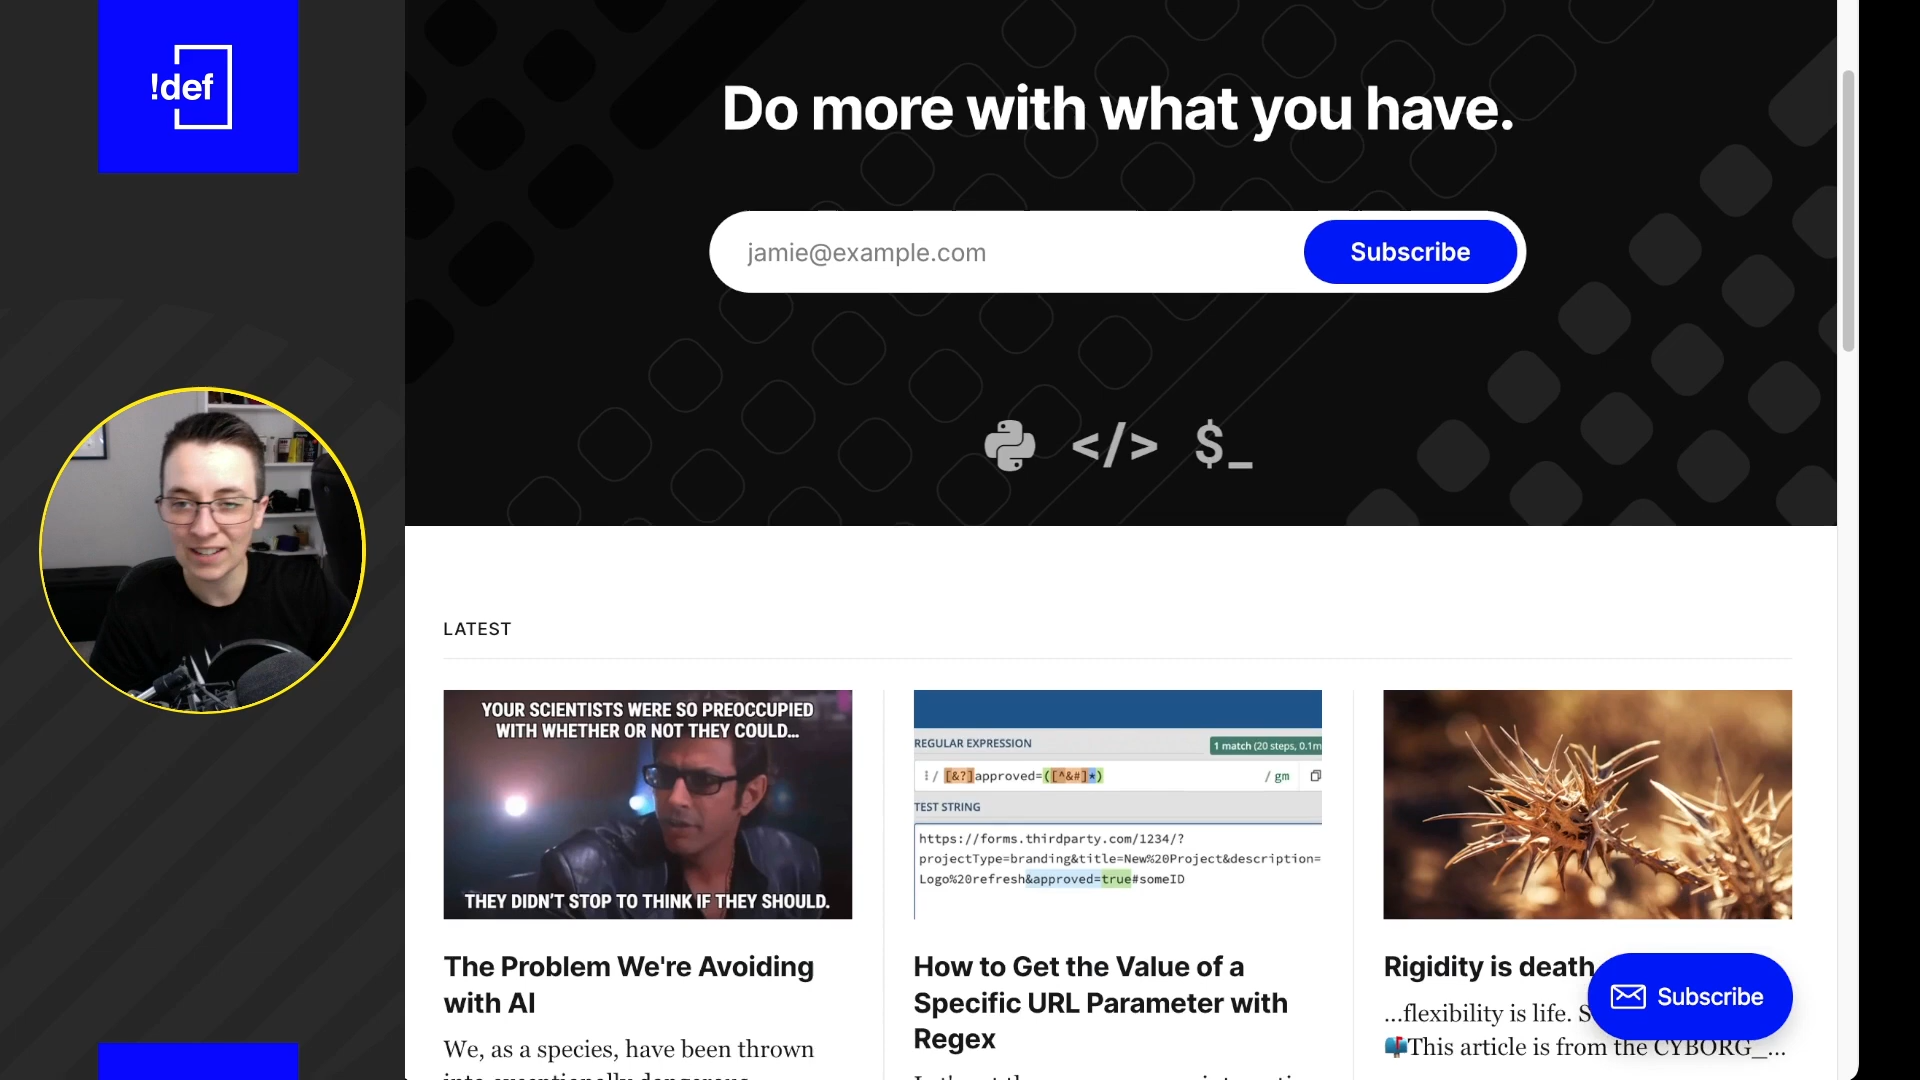 !def
Do more with what you have.
jamie@example.com
Subscribe
</> $_
LATEST
YOUR SCIENTISTS WERE SO PREOCCUPIED
WITH WHETHER OR NOT THEY COULD...
THEY DIDN'T STOP TO THINK IF THEY SHOULD.
The Problem We're Avoiding
with AI
We, as a species, have been thrown
REGULAR EXPRESSION
1 match (20 steps, 0.1m
/ [&?]approved=([^&#]*)
/ gm
TEST STRING
https://forms.thirdparty.com/1234/?
projectType=branding&title=New%20Project&description=
Logo%20refresh&approved=true#someID
How to Get the Value of a
Specific URL Parameter with
Regex
Rigidity is death
...flexibility is life. S
📫This article is from the CYBORG_...
Subscribe